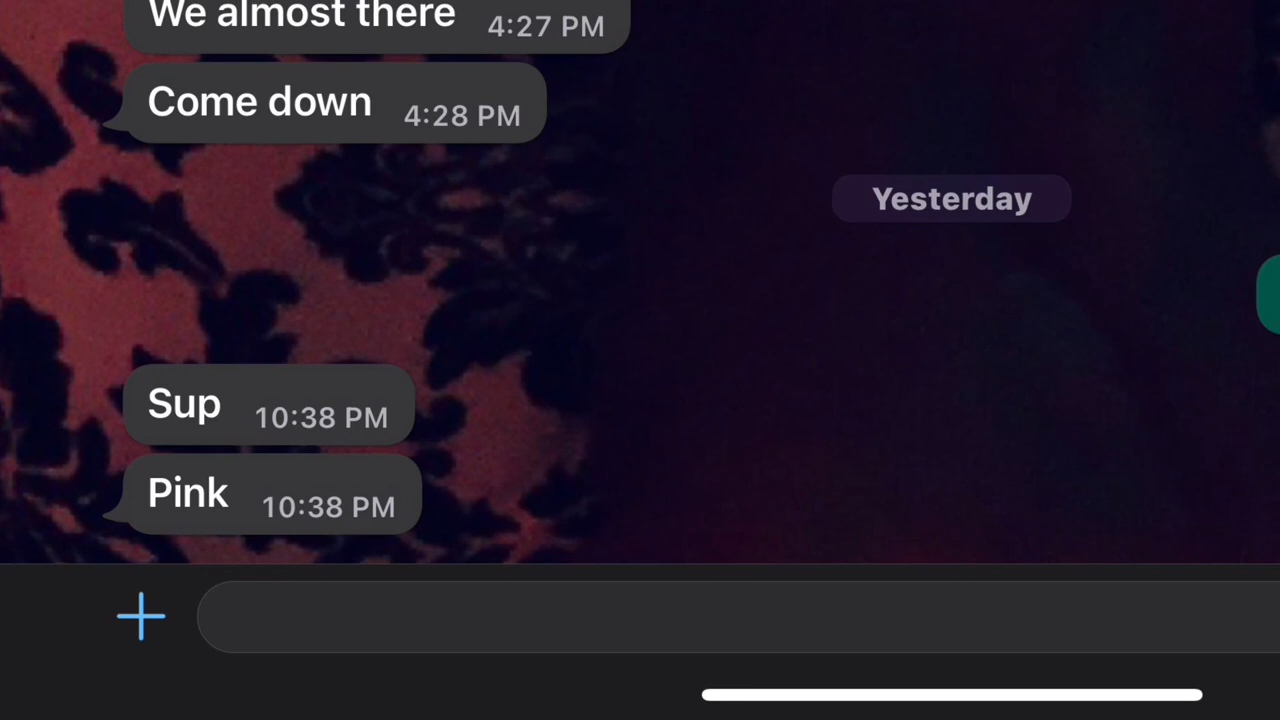 We almost there 4:27 PM
Come down 4:28 PM
Yesterday
Sup 10:38 PM
Pink 10:38 PM